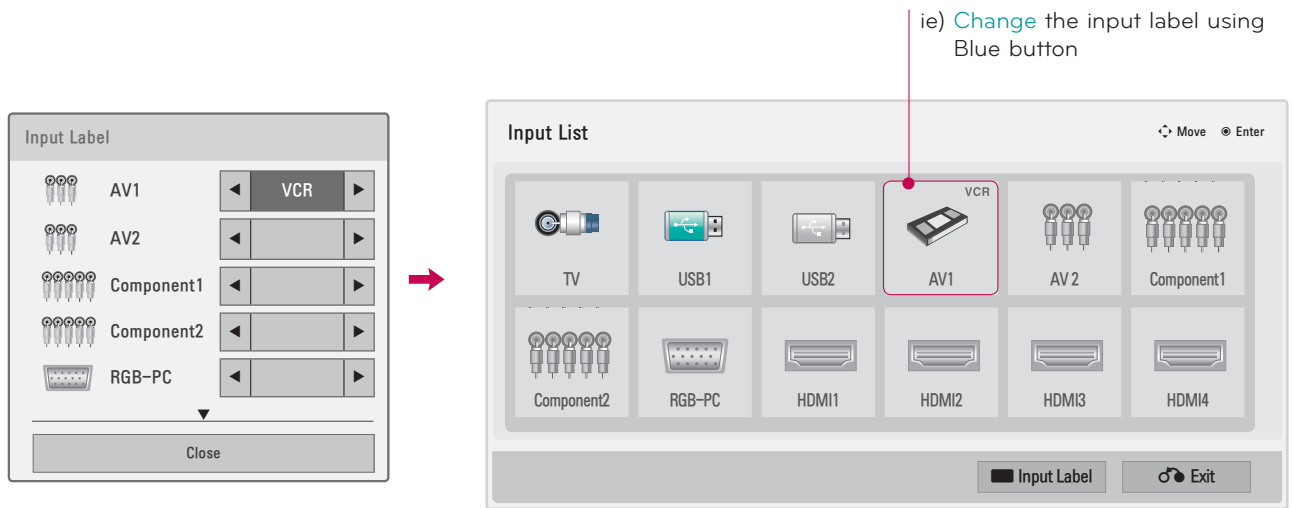 ie) Change the input label using
Blue button
Input Label
AV1
VCR
AV2
Component1
Component2
RGB-PC
Close
Input List
Move
Enter
VCR
TV
USB1
USB2
AV1
AV 2
Component1
Component2
RGB-PC
HDMI1
HDMI2
HDMI3
HDMI4
Input Label
Exit